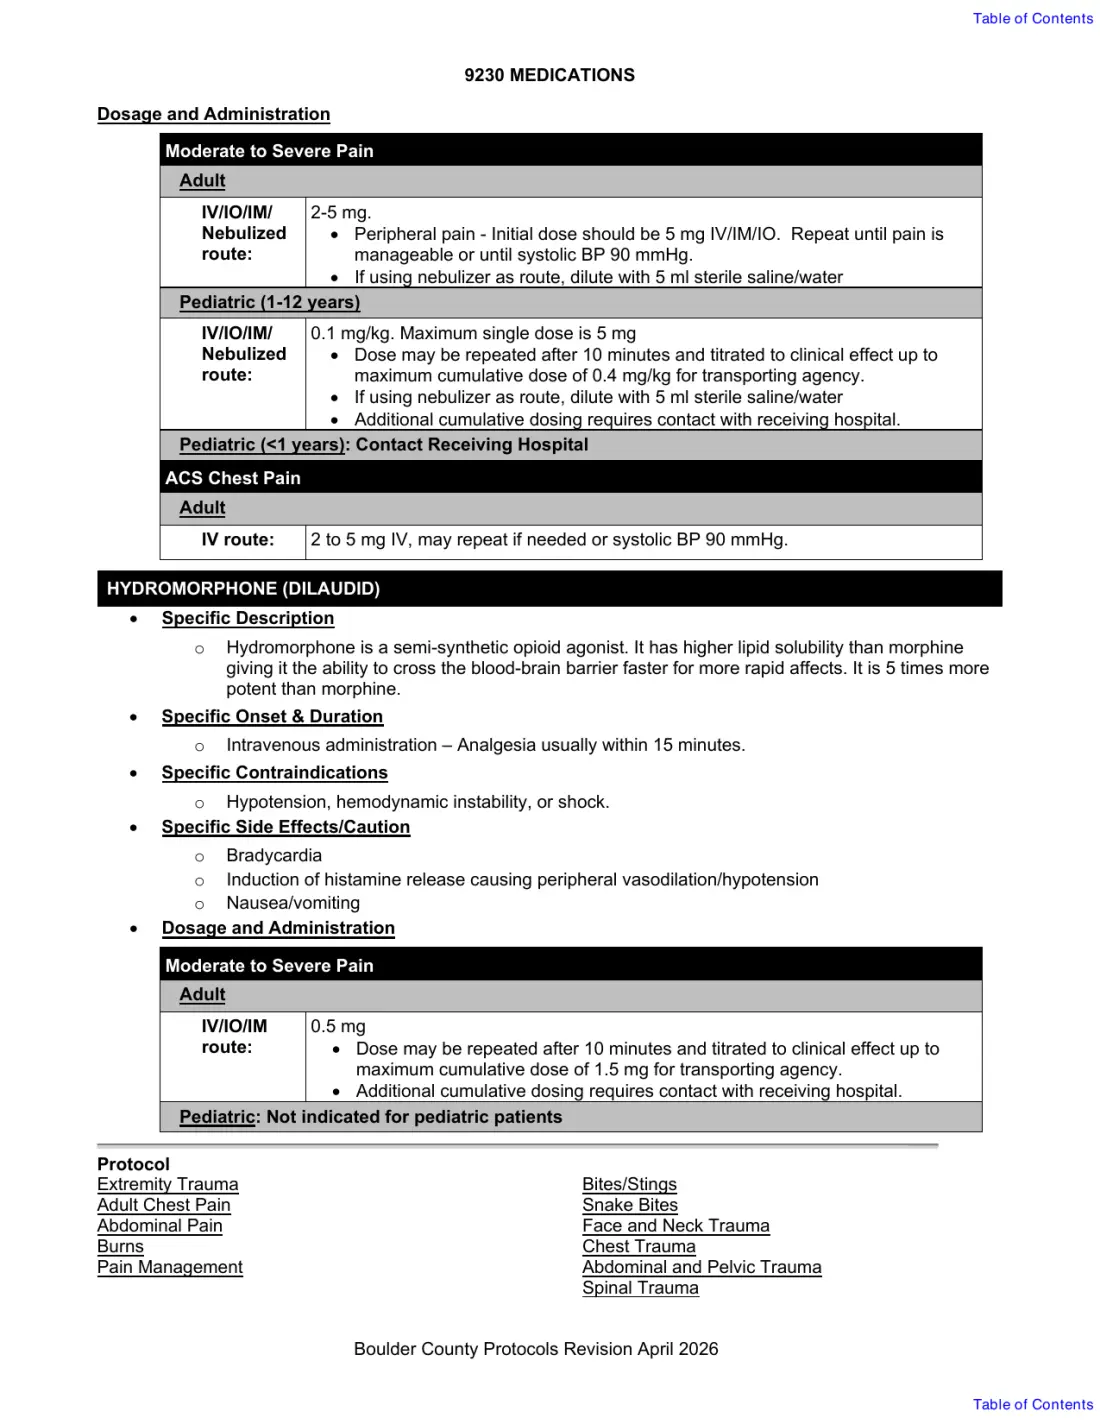 Table of Contents
9230 MEDICATIONS
Dosage and Administration
Moderate to Severe Pain
Adult
IV/IO/IM/
Nebulized
route:
2-5 mg.
• Peripheral pain - Initial dose should be 5 mg IV/IM/IO. Repeat until pain is
manageable or until systolic BP 90 mmHg.
• If using nebulizer as route, dilute with 5 ml sterile saline/water
Pediatric (1-12 years)
IV/IO/IM/
Nebulized
route:
0.1 mg/kg. Maximum single dose is 5 mg
• Dose may be repeated after 10 minutes and titrated to clinical effect up to
maximum cumulative dose of 0.4 mg/kg for transporting agency.
• If using nebulizer as route, dilute with 5 ml sterile saline/water
• Additional cumulative dosing requires contact with receiving hospital.
Pediatric (<1 years): Contact Receiving Hospital
ACS Chest Pain
Adult
IV route:
2 to 5 mg IV, may repeat if needed or systolic BP 90 mmHg.
HYDROMORPHONE (DILAUDID)
• Specific Description
o Hydromorphone is a semi-synthetic opioid agonist. It has higher lipid solubility than morphine
giving it the ability to cross the blood-brain barrier faster for more rapid affects. It is 5 times more
potent than morphine.
• Specific Onset & Duration
o Intravenous administration – Analgesia usually within 15 minutes.
• Specific Contraindications
o Hypotension, hemodynamic instability, or shock.
• Specific Side Effects/Caution
o Bradycardia
o Induction of histamine release causing peripheral vasodilation/hypotension
o Nausea/vomiting
• Dosage and Administration
Moderate to Severe Pain
Adult
IV/IO/IM
route:
0.5 mg
• Dose may be repeated after 10 minutes and titrated to clinical effect up to
maximum cumulative dose of 1.5 mg for transporting agency.
• Additional cumulative dosing requires contact with receiving hospital.
Pediatric: Not indicated for pediatric patients
Protocol
Extremity Trauma
Adult Chest Pain
Abdominal Pain
Burns
Pain Management
Bites/Stings
Snake Bites
Face and Neck Trauma
Chest Trauma
Abdominal and Pelvic Trauma
Spinal Trauma
Boulder County Protocols Revision April 2026
Table of Contents